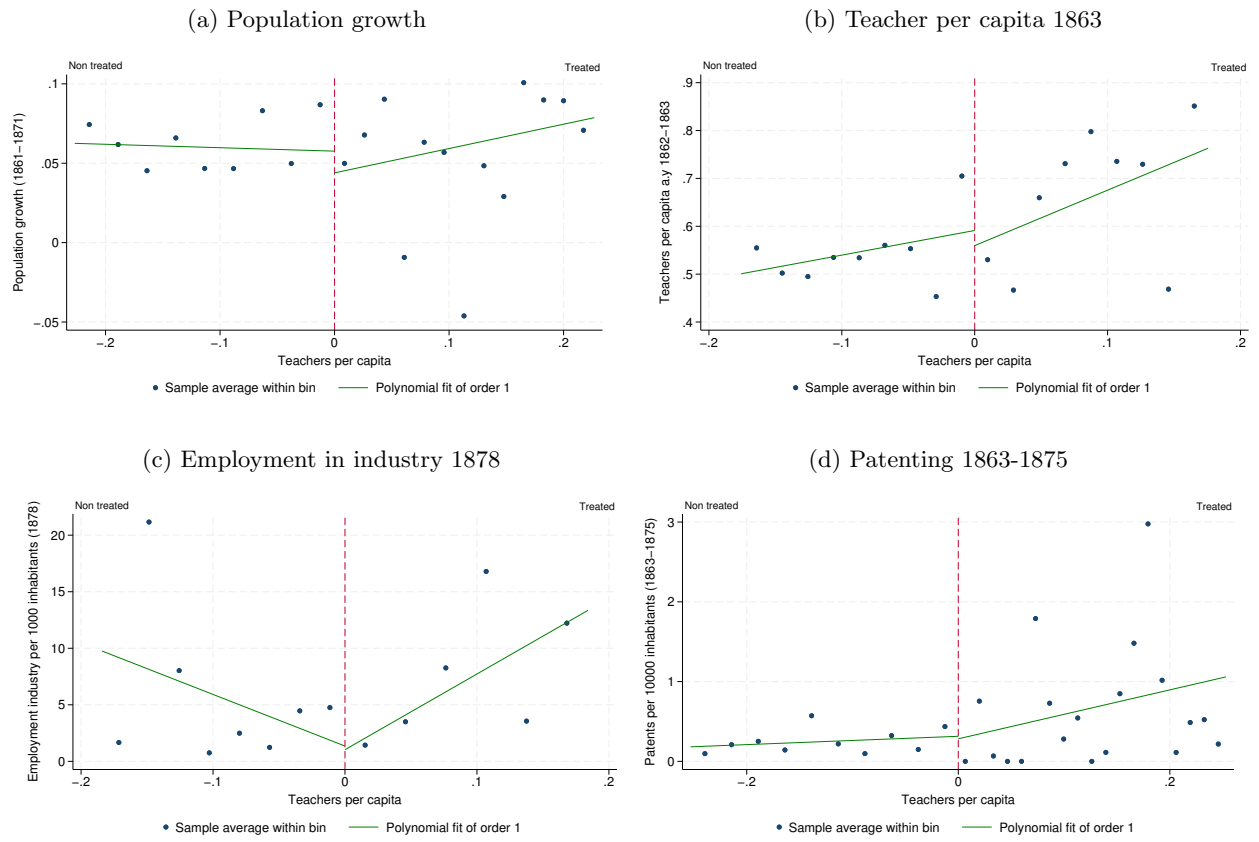 (a) Population growth
Non treated
Treated
Population growth (1861−1871)
.1
.05
0
−.05
−.2
−.1
0
.1
.2
Teachers per capita
Sample average within bin
Polynomial fit of order 1
(b) Teacher per capita 1863
Non treated
Treated
Teachers per capita a.y 1862−1863
.9
.8
.7
.6
.5
.4
−.2
−.1
0
.1
.2
Teachers per capita
Sample average within bin
Polynomial fit of order 1
(c) Employment in industry 1878
Non treated
Treated
Employment industry per 1000 inhabitants (1878)
20
15
10
5
0
−.2
−.1
0
.1
.2
Teachers per capita
Sample average within bin
Polynomial fit of order 1
(d) Patenting 1863-1875
Non treated
Treated
Patents per 10000 inhabitants (1863−1875)
3
2
1
0
−.2
0
.2
Teachers per capita
Sample average within bin
Polynomial fit of order 1